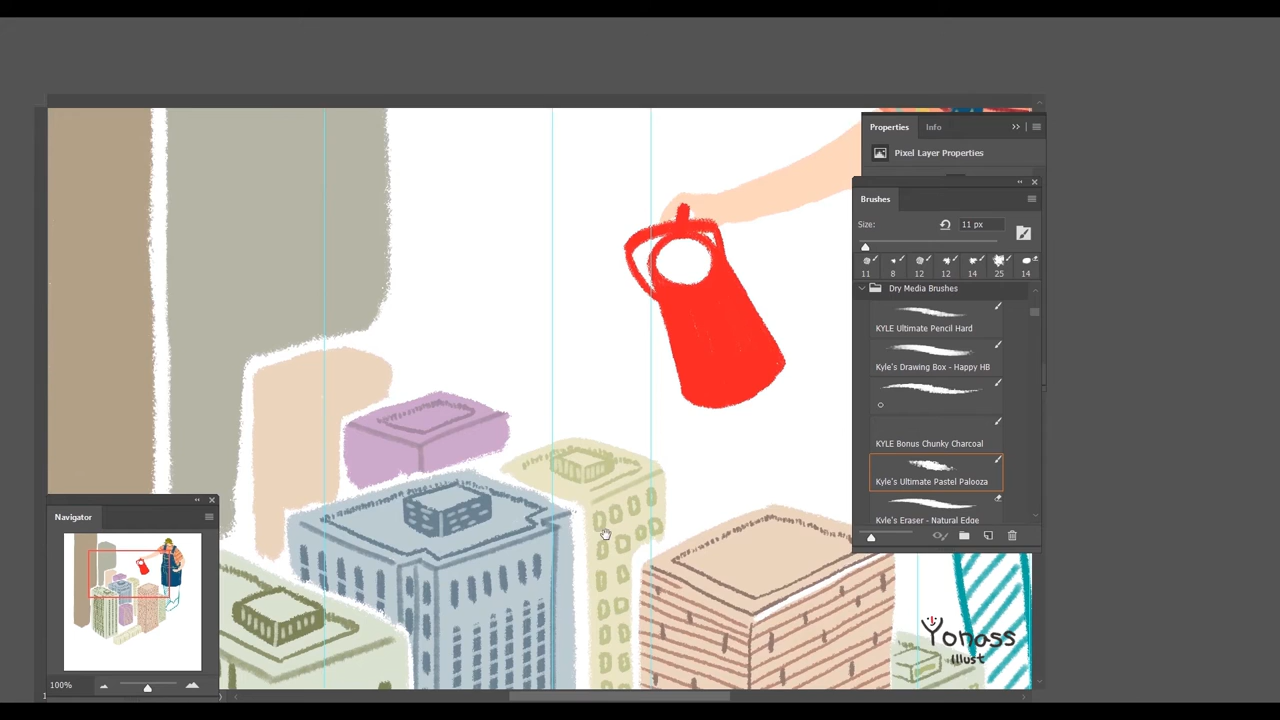 Properties
Info
Pixel Layer Properties
Brushes
Size:
11 px
11 8 12 12 14 25 14
Dry Media Brushes
KYLE Ultimate Pencil Hard
Kyle's Drawing Box - Happy HB
KYLE Bonus Chunky Charcoal
Kyle's Ultimate Pastel Palooza
Kyle's Eraser - Natural Edge
Navigator
100%
Yonass
Illust